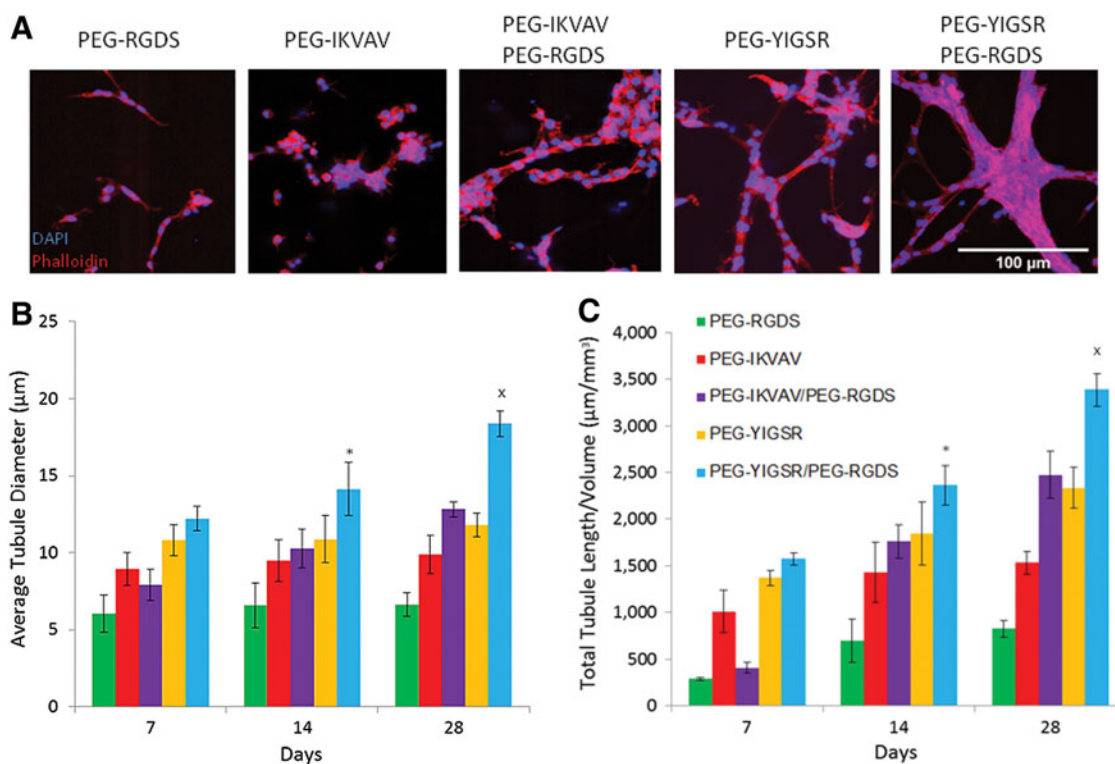 A
PEG-RGDS
PEG-IKVAV
PEG-IKVAV
PEG-RGDS
PEG-YIGSR
PEG-YIGSR
PEG-RGDS
DAPI
Phalloidin
100 µm
B
Average Tubule Diameter (µm)
25
20
15
10
5
0
*
x
7
14
28
Days
C
Total Tubule Length/Volume (µm/mm³)
4,000
3,500
3,000
2,500
2,000
1,500
1,000
500
0
PEG-RGDS
PEG-IKVAV
PEG-IKVAV/PEG-RGDS
PEG-YIGSR
PEG-YIGSR/PEG-RGDS
*
x
7
14
28
Days